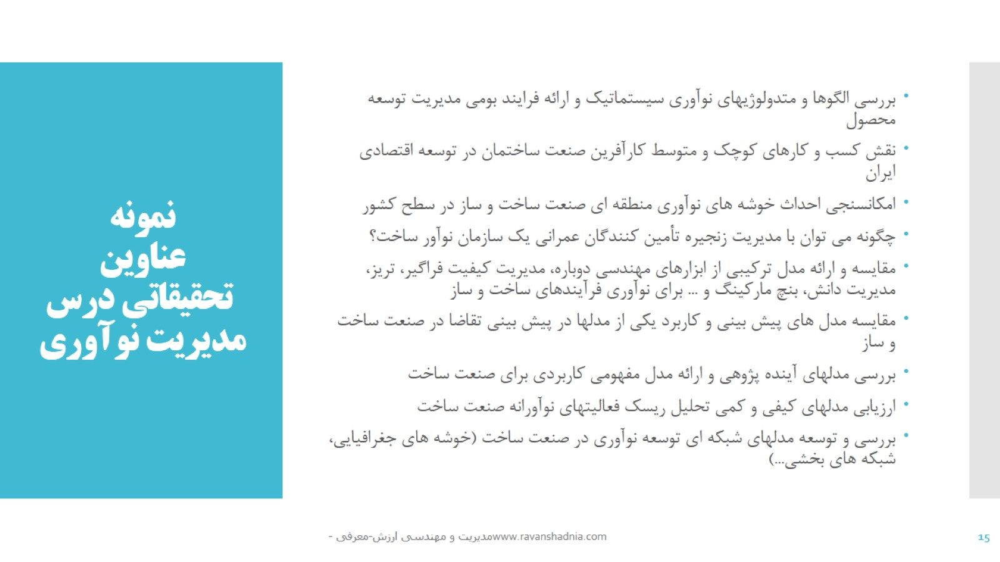 نمونه
عناوین
تحقیقاتی درس
مدیریت نوآوری
• بررسی الگوها و متدولوژیهای نوآوری سیستماتیک و ارائه فرایند بومی مدیریت توسعه
محصول
• نقش کسب و کارهای کوچک و متوسط کارآفرین صنعت ساختمان در توسعه اقتصادی
ایران
• امکانسنجی احداث خوشه های نوآوری منطقه ای صنعت ساخت و ساز در سطح کشور
• چگونه می توان با مدیریت زنجیره تأمین کنندگان عمرانی یک سازمان نوآور ساخت؟
• مقایسه و ارائه مدل ترکیبی از ابزارهای مهندسی دوباره، مدیریت کیفیت فراگیر، تریز،
مدیریت دانش، بنچ مارکینگ و ... برای نوآوری فرآیندهای ساخت و ساز
• مقایسه مدل های پیش بینی و کاربرد یکی از مدلها در پیش بینی تقاضا در صنعت ساخت
و ساز
• بررسی مدلهای آینده پژوهی و ارائه مدل مفهومی کاربردی برای صنعت ساخت
• ارزیابی مدلهای کیفی و کمی تحلیل ریسک فعالیتهای نوآورانه صنعت ساخت
• بررسی و توسعه مدلهای شبکه ای توسعه نوآوری در صنعت ساخت (خوشه های جغرافیایی،
شبکه های بخشی...)
مدیریت و مهندسی ارزش-معرفی - www.ravanshadnia.com
15